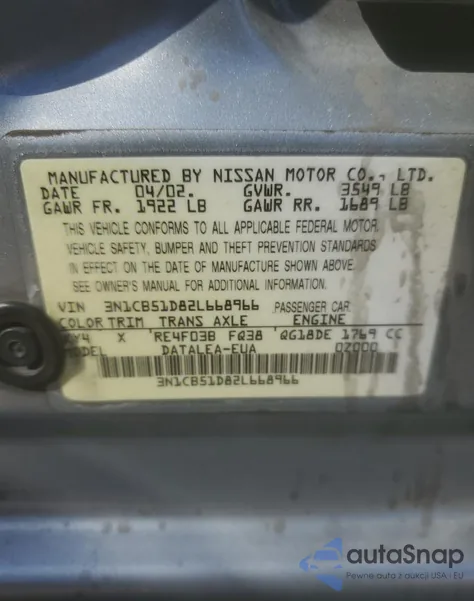 MANUFACTURED BY NISSAN MOTOR CO., LTD.
DATE 04/02. GVWR. 3549 LB
GAWR FR. 1922 LB GAWR RR. 1689 LB
THIS VEHICLE CONFORMS TO ALL APPLICABLE FEDERAL MOTOR
VEHICLE SAFETY, BUMPER AND THEFT PREVENTION STANDARDS
IN EFFECT ON THE DATE OF MANUFACTURE SHOWN ABOVE.
SEE OWNER'S MANUAL FOR ADDITIONAL INFORMATION.
VIN 3N1CB51D82L668966 PASSENGER CAR
COLOR TRIM TRANS AXLE ENGINE
X RE4F03B FQ38 QG18DE 1769 CC
DATALEA-EUA 0Z000
3N1CB51D82L668966
autaSnap
Pewne auta z aukcji USA - EU